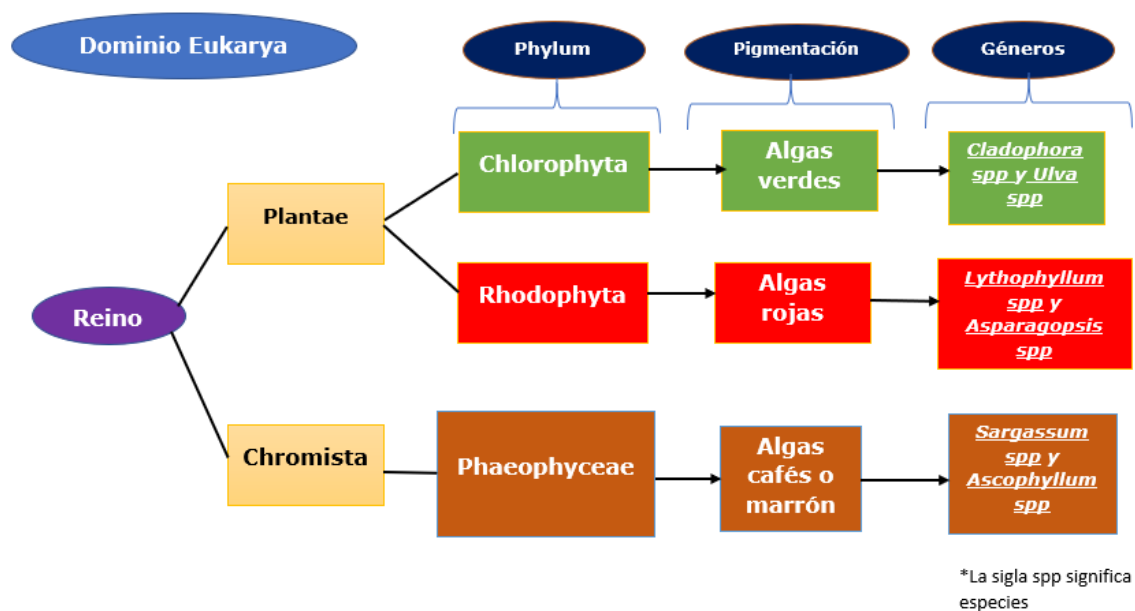 Dominio Eukarya
Phylum
Pigmentación
Géneros
Chlorophyta
Algas
verdes
Cladophora
spp y Ulva
spp
Plantae
Rhodophyta
Algas
rojas
Lythophyllum
spp y
Asparagopsis
spp
Reino
Chromista
Phaeophyceae
Algas
cafés o
marrón
Sargassum
spp y
Ascophyllum
spp
*La sigla spp significa
especies